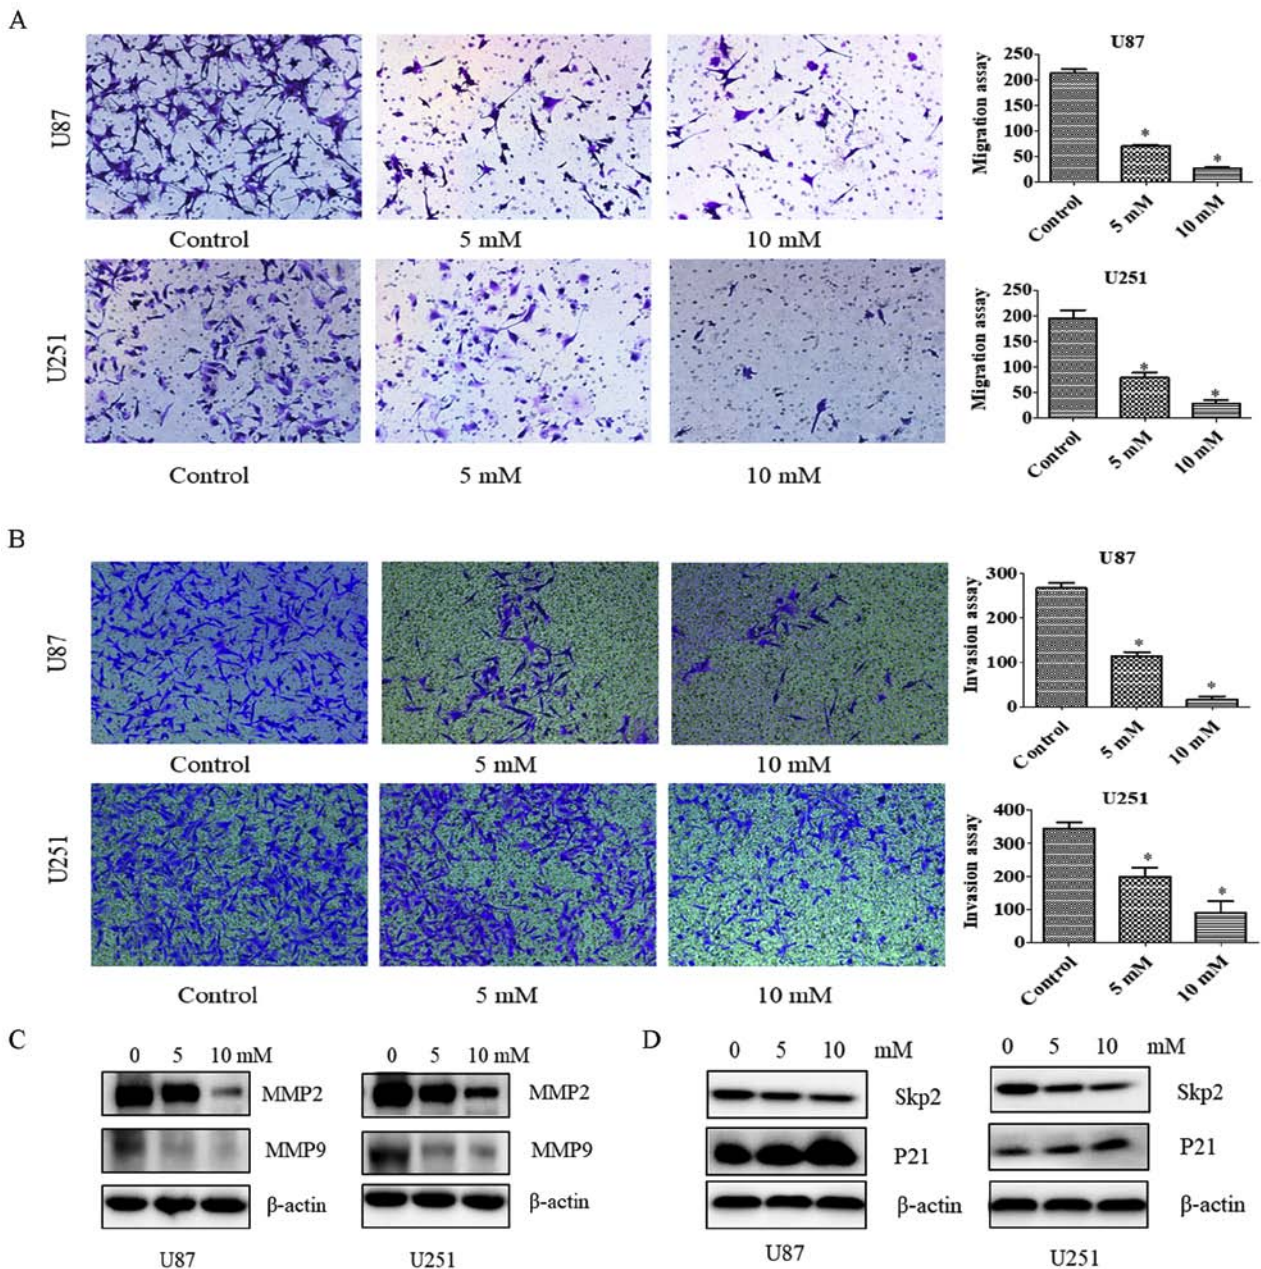 A
U87
Control
5 mM
10 mM
U87
Migration assay
250
200
150
100
50
0
*
*
Control
5 mM
10 mM
U251
Control
5 mM
10 mM
U251
Migration assay
250
200
150
100
50
0
*
*
Control
5 mM
10 mM
B
U87
Control
5 mM
10 mM
U87
Invasion assay
300
200
100
0
*
*
Control
5 mM
10 mM
U251
Control
5 mM
10 mM
U251
Invasion assay
400
300
200
100
0
*
*
Control
5 mM
10 mM
C
0 5 10 mM
MMP2
MMP9
β-actin
U87
0 5 10 mM
MMP2
MMP9
β-actin
U251
D
0 5 10 mM
Skp2
P21
β-actin
U87
0 5 10 mM
Skp2
P21
β-actin
U251